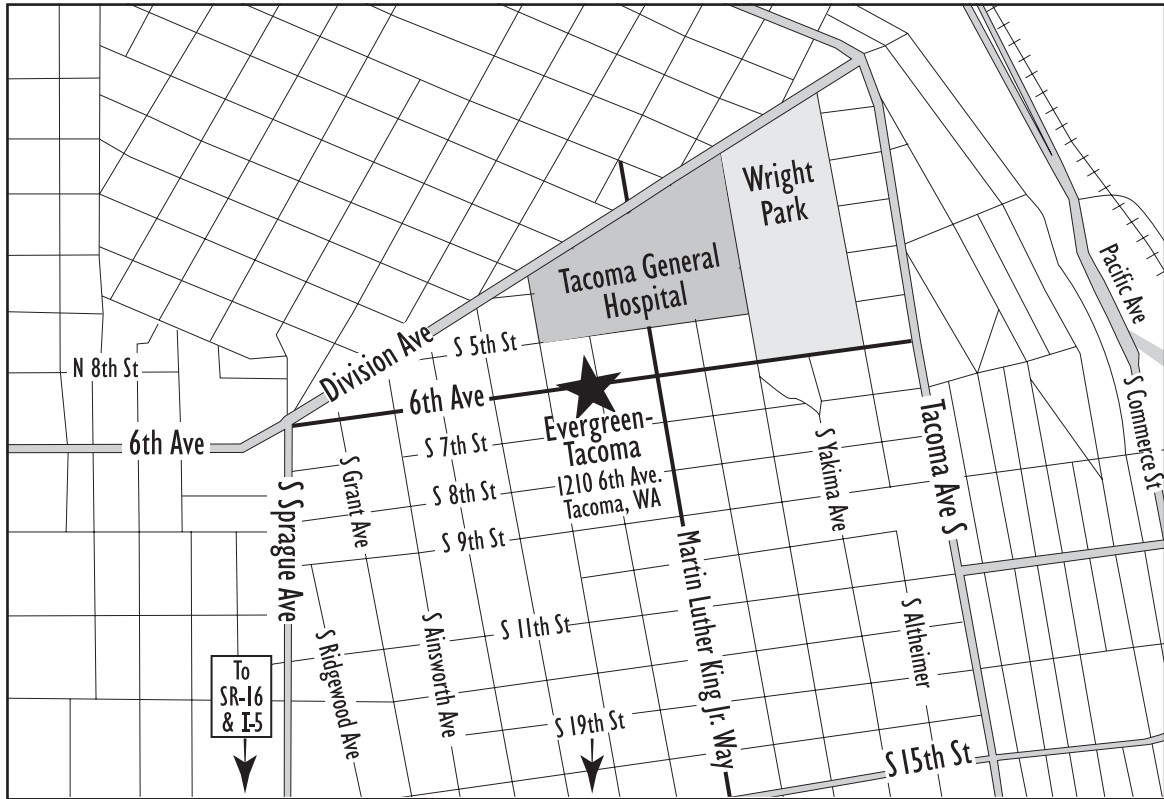 Wright
Park
Tacoma General
Hospital
Pacific Ave
Division Ave
S 5th St
N 8th St
6th Ave
6th Ave
Evergreen-
Tacoma
1210 6th Ave.
Tacoma, WA
S 7th St
S 8th St
S 9th St
S Grant Ave
S Sprague Ave
S Yakima Ave
Tacoma Ave S
S Commerce St
Martin Luther King Jr. Way
S 11th St
S Ainsworth Ave
S Ridgewood Ave
S Altheimer
To
SR-16
& I-5
S 19th St
S 15th St